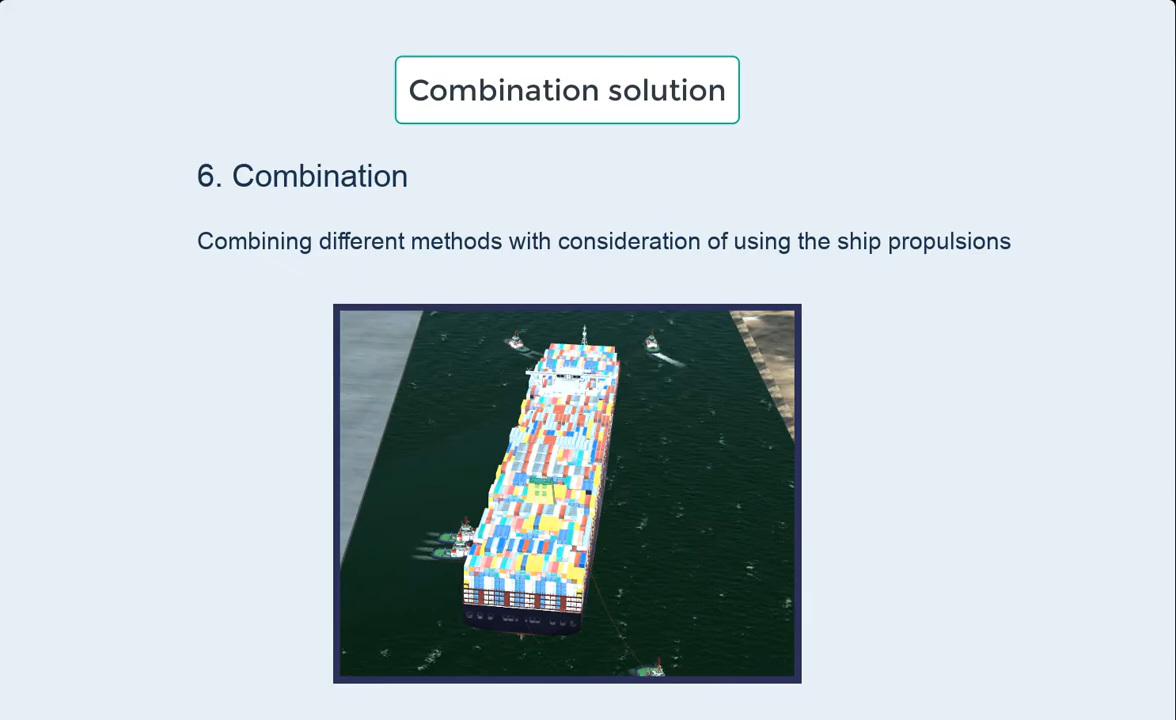 Combination solution
6. Combination
Combining different methods with consideration of using the ship propulsions